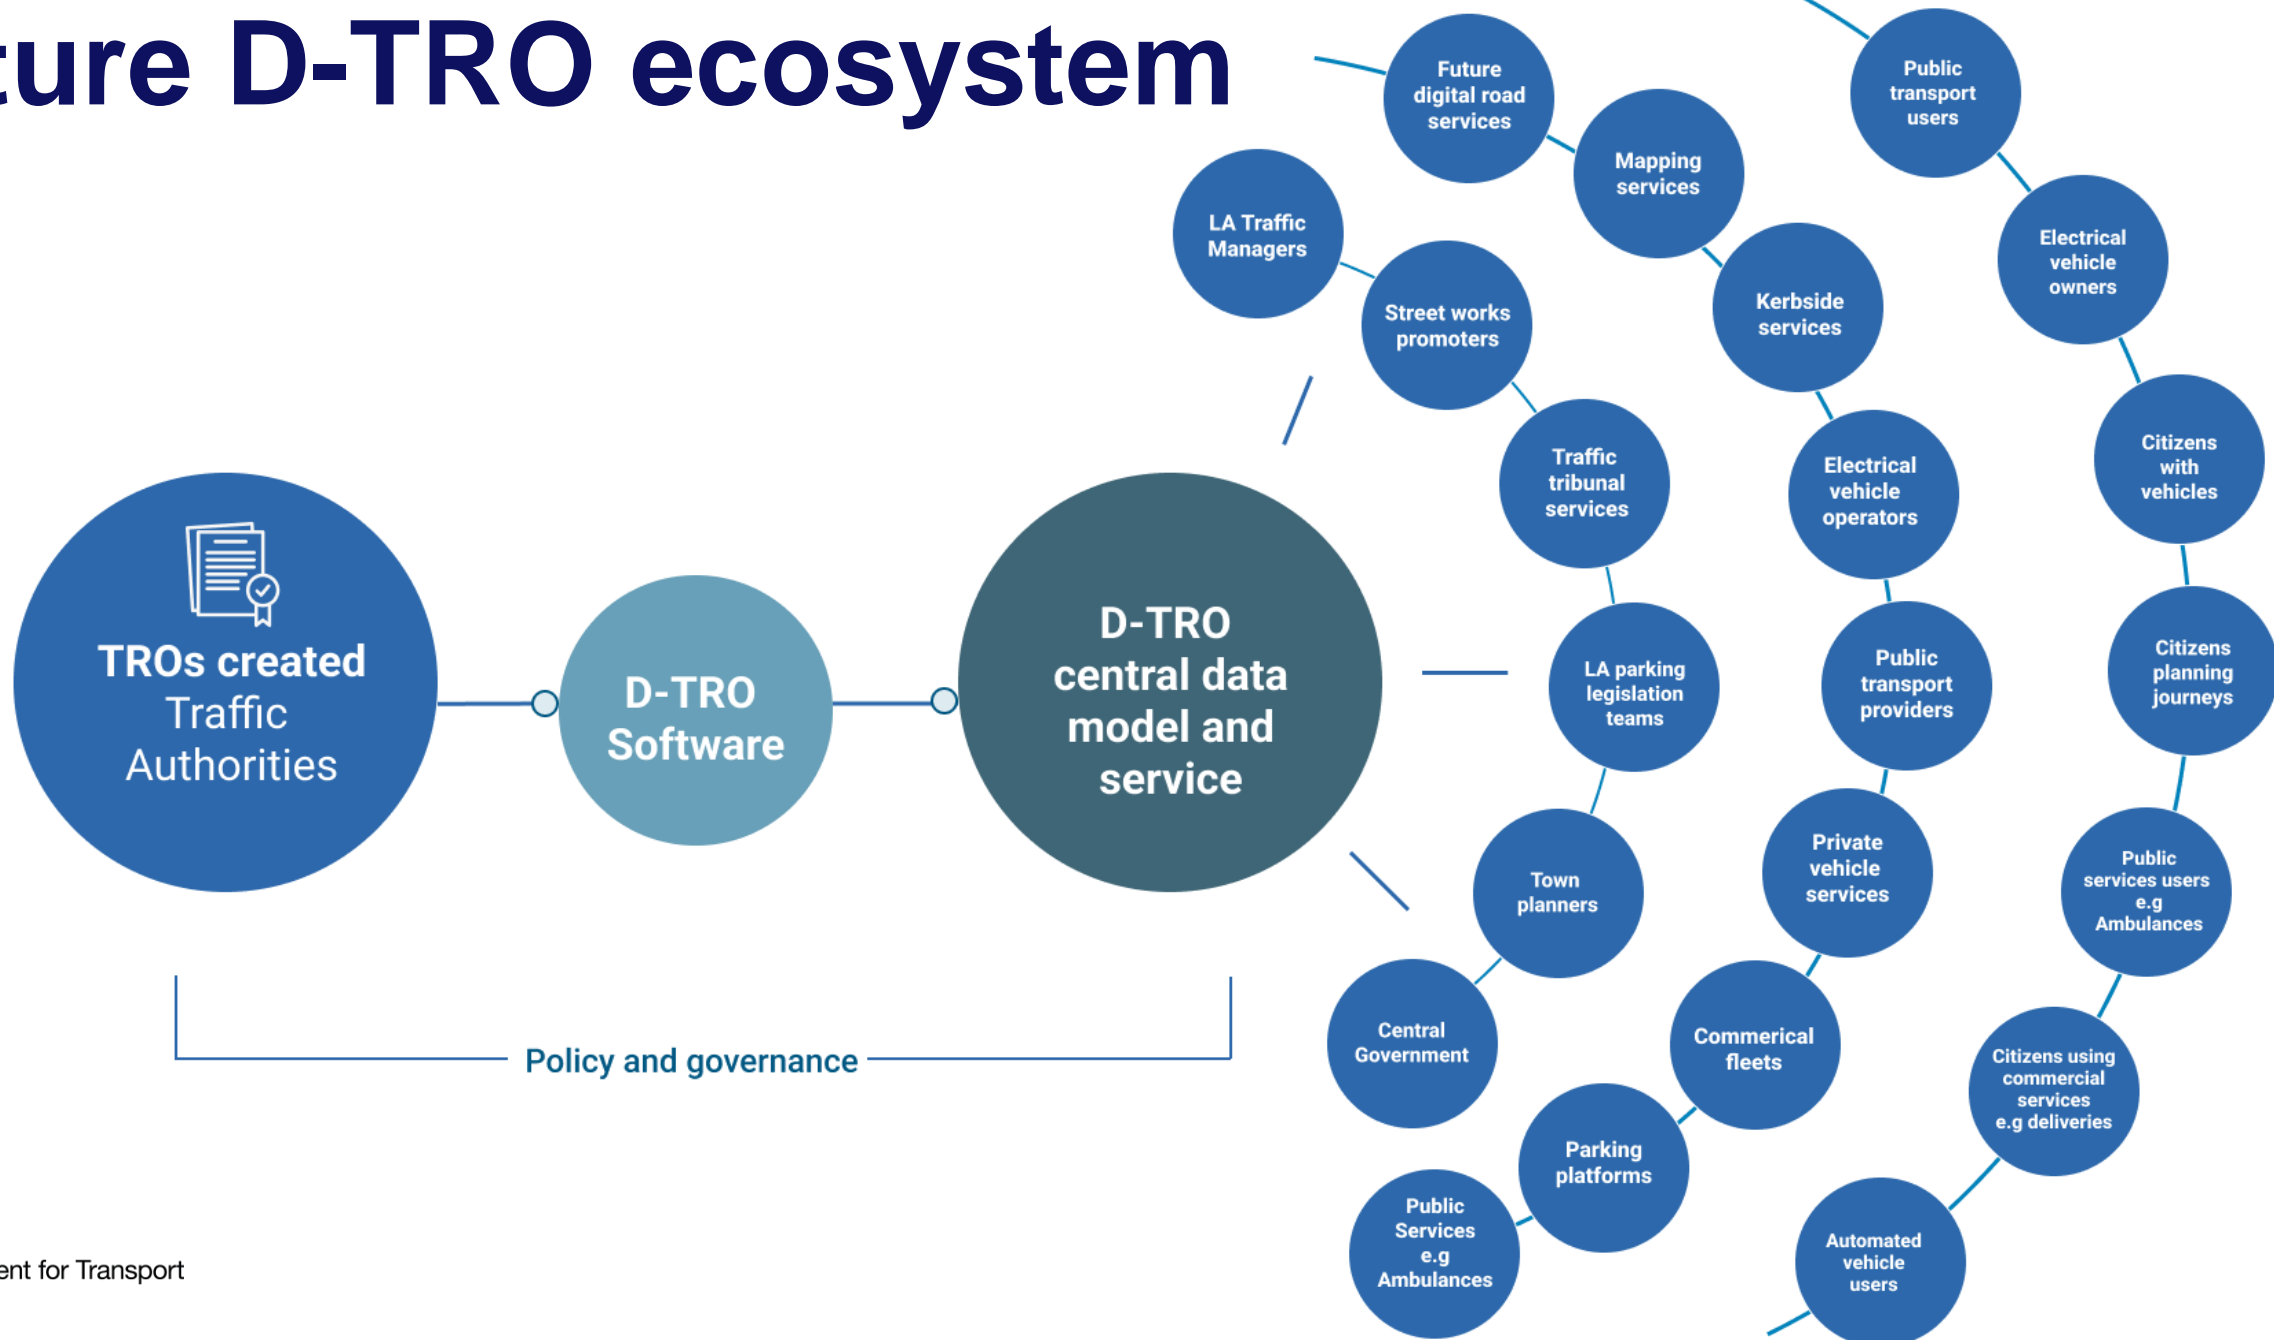 ture D-TRO ecosystem
TROs created
Traffic
Authorities
D-TRO
Software
D-TRO
central data
model and
service
Policy and governance
LA Traffic
Managers
Street works
promoters
Traffic
tribunal
services
LA parking
legislation
teams
Town
planners
Central
Government
Future
digital road
services
Mapping
services
Kerbside
services
Electrical
vehicle
operators
Public
transport
providers
Private
vehicle
services
Commerical
fleets
Parking
platforms
Public
Services
e.g
Ambulances
Public
transport
users
Electrical
vehicle
owners
Citizens
with
vehicles
Citizens
planning
journeys
Public
services users
e.g
Ambulances
Citizens using
commercial
services
e.g deliveries
Automated
vehicle
users
ent for Transport